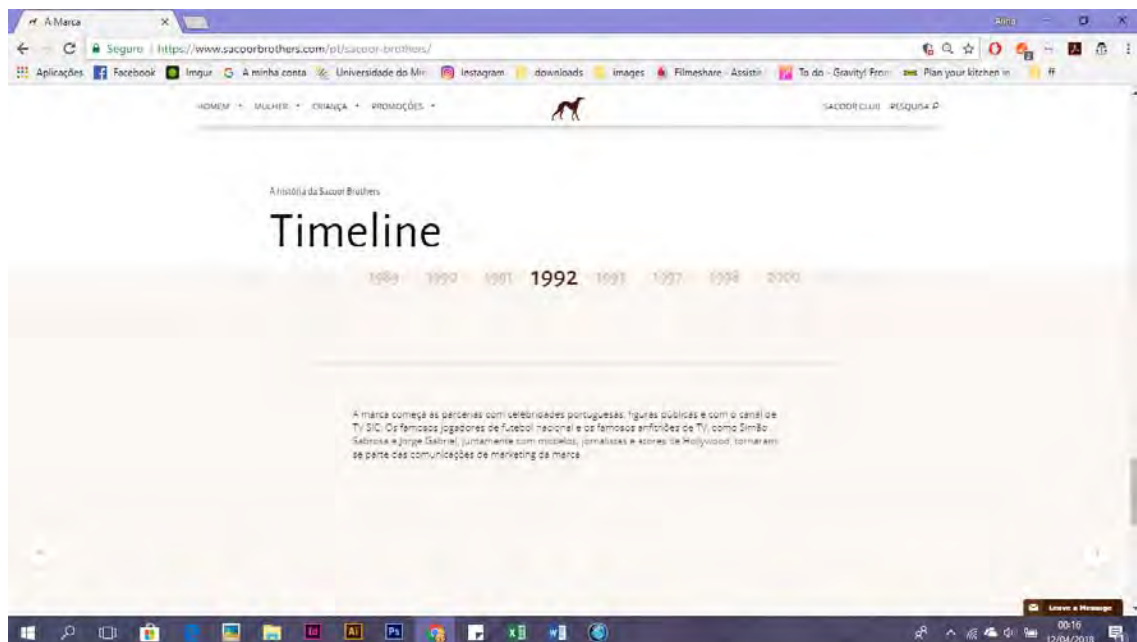 A Marca
Anna
Seguro | https://www.sacoorbrothers.com/pt/sacoor-brothers/
Aplicações Facebook Imgur A minha conta Universidade do Min Instagram downloads images Filmeshare - Assistir To do - Gravity! From Plan your kitchen in ff
HOMEM MULHER CRIANÇA PROMOÇÕES SACOOR CLUB PESQUISA
A história da Sacoor Brothers
Timeline
1989 1990 1991 1992 1993 1997 1998 2000
A marca começa as parcerias com celebridades portuguesas, figuras públicas e com o canal de
TV SIC. Os famosos jogadores de futebol nacional e os famosos anfitriões de TV, como Simão
Sabrosa e Jorge Gabriel, juntamente com modelos, jornalistas e atores de Hollywood, tornaram
se parte das comunicações de marketing da marca
Leave a Message
00:16
12/04/2018